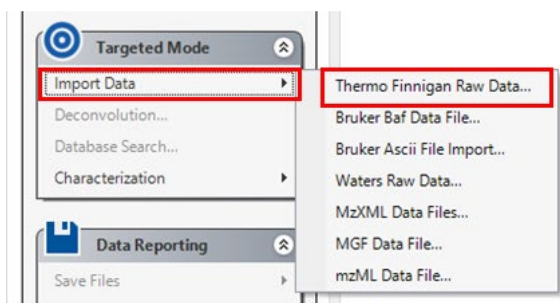 Targeted Mode
Import Data
Deconvolution...
Database Search...
Characterization
Data Reporting
Save Files
Thermo Finnigan Raw Data...
Bruker Baf Data File...
Bruker Ascii File Import...
Waters Raw Data...
MzXML Data Files...
MGF Data File...
mzML Data File...